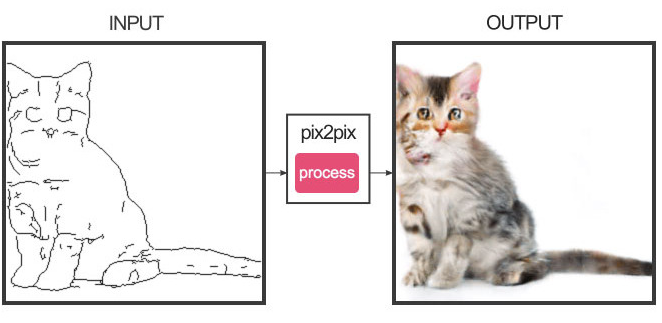 INPUT
OUTPUT
pix2pix
process